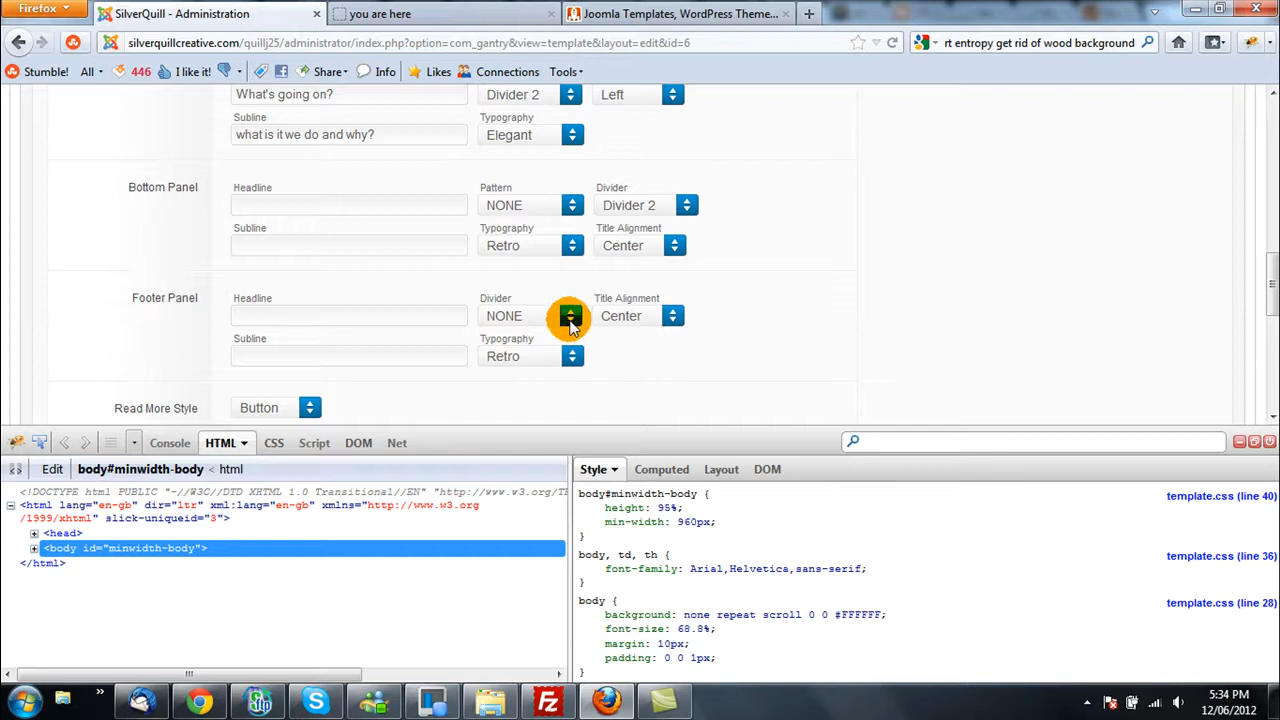 Firefox
SilverQuill - Administration
you are here
Joomla Templates, WordPress Theme...
silverquillcreative.com/quillj25/administrator/index.php?option=com_gantry&view=template&layout=edit&id=6
rt entropy get rid of wood background
Stumble! All 446 I like it! Share Info Likes Connections Tools
What's going on? Divider 2 Left
Subline Typography
what is it we do and why? Elegant
Bottom Panel Headline Pattern Divider
NONE Divider 2
Subline Typography Title Alignment
Retro Center
Footer Panel Headline Divider Title Alignment
NONE Center
Subline Typography
Retro
Read More Style Button
Console HTML CSS Script DOM Net
Edit body#minwidth-body < html
Style Computed Layout DOM
<!DOCTYPE html PUBLIC "-//W3C//DTD XHTML 1.0 Transitional//EN" "http://www.w3.org/TH
<html lang="en-gb" dir="ltr" xml:lang="en-gb" xmlns="http://www.w3.org
/1999/xhtml" slick-uniqueid="3">
<head>
<body id="minwidth-body">
</html>
body#minwidth-body { template.css (line 40)
height: 95%;
min-width: 960px;
}
body, td, th { template.css (line 36)
font-family: Arial,Helvetica,sans-serif;
}
body { template.css (line 28)
background: none repeat scroll 0 0 #FFFFFF;
font-size: 68.8%;
margin: 10px;
padding: 0 0 1px;
}
5:34 PM
12/06/2012